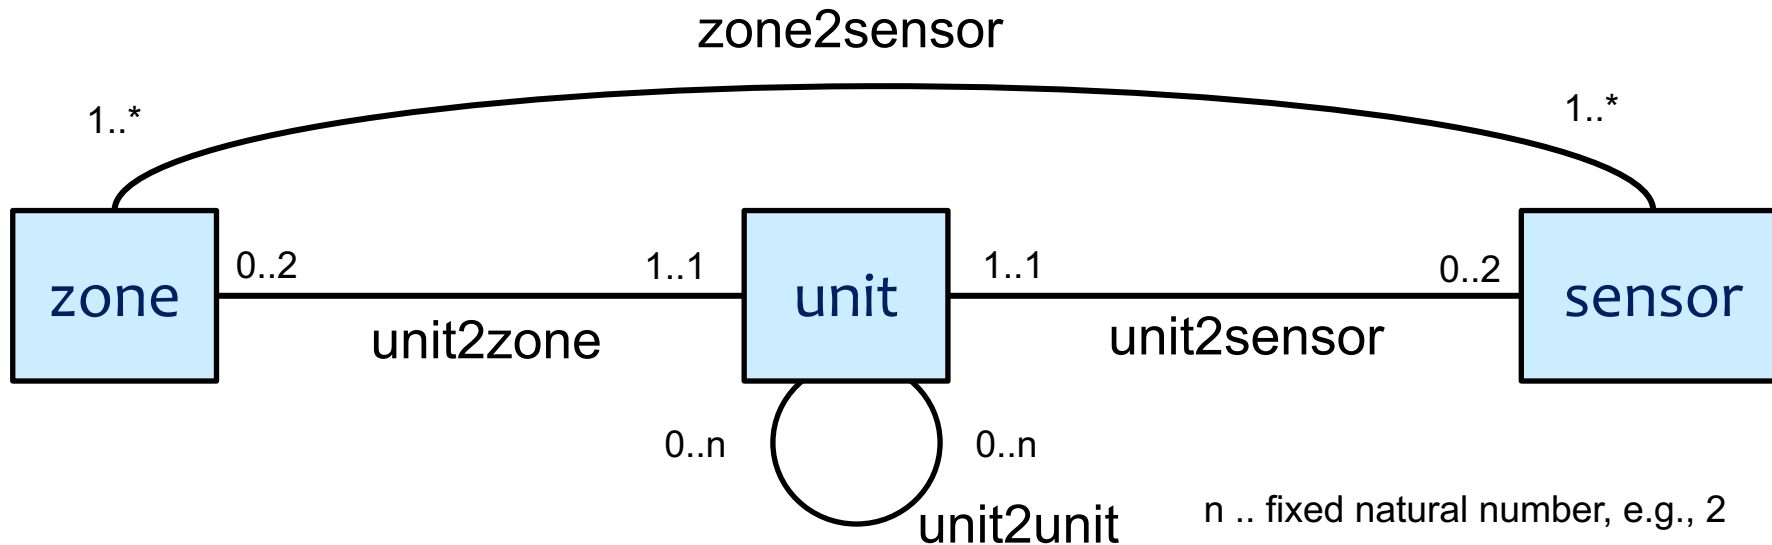 zone2sensor
1..*
1..*
zone
0..2
1..1
unit
1..1
0..2
sensor
unit2zone
unit2sensor
0..n
0..n
unit2unit
n .. fixed natural number, e.g., 2